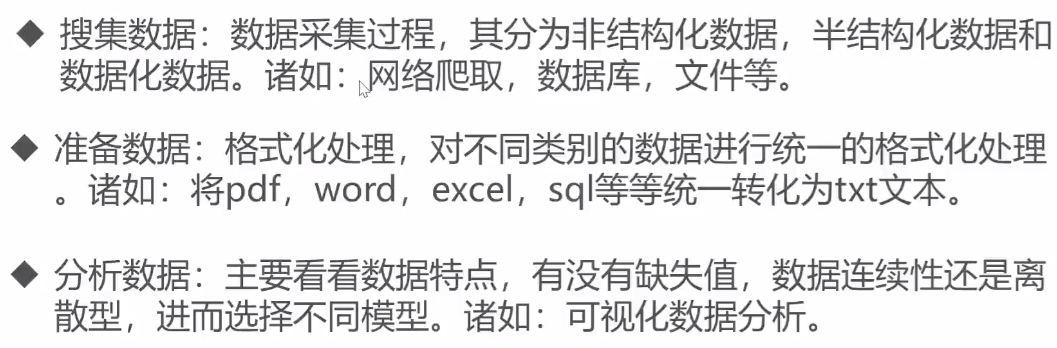 ◆ 搜集数据：数据采集过程，其分为非结构化数据，半结构化数据和
数据化数据。诸如：网络爬取，数据库，文件等。
◆ 准备数据：格式化处理，对不同类别的数据进行统一的格式化处理
。诸如：将pdf，word，excel，sql等等统一转化为txt文本。
◆ 分析数据：主要看看数据特点，有没有缺失值，数据连续性还是离
散型，进而选择不同模型。诸如：可视化数据分析。